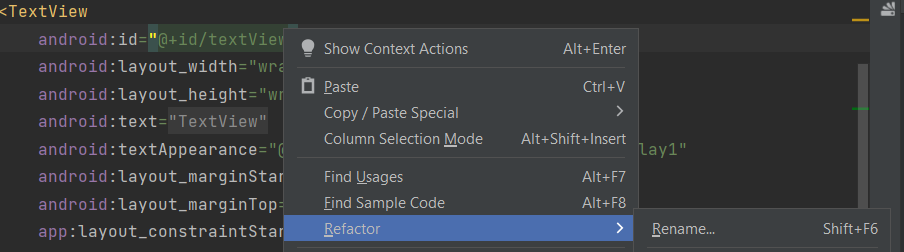 <TextView
android:id="@+id/textView
android:layout_width="wra
android:layout_height="wr
android:text="TextView"
android:textAppearance="@ lay1"
android:layout_marginStar
android:layout_marginTop=
app:layout_constraintStar
Show Context Actions Alt+Enter
Paste Ctrl+V
Copy / Paste Special
Column Selection Mode Alt+Shift+Insert
Find Usages Alt+F7
Find Sample Code Alt+F8
Refactor
Rename... Shift+F6